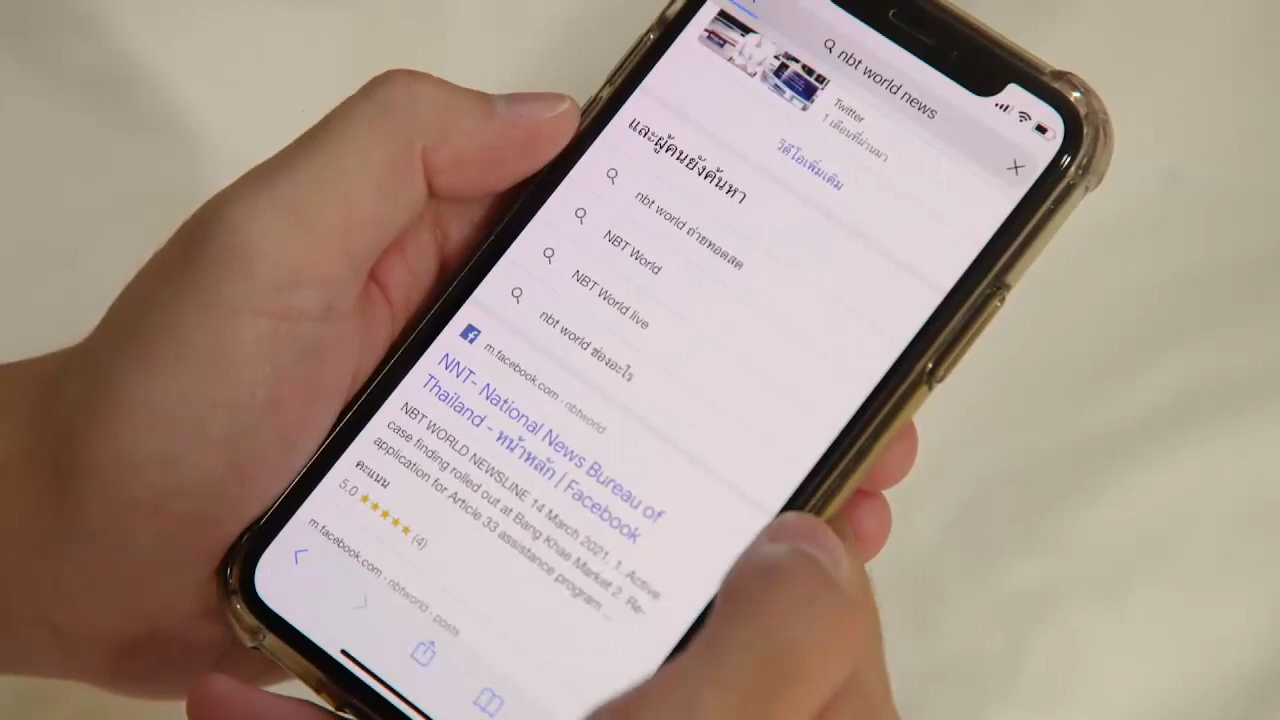 nbt world news
Twitter
1 เดือนที่ผ่านมา
วิดีโอเพิ่มเติม
และผู้คนยังค้นหา
nbt world ถ่ายทอดสด
NBT World
NBT World live
nbt world ช่องอะไร
m.facebook.com › nbtworld
NNT- National News Bureau of
Thailand - หน้าหลัก | Facebook
NBT WORLD NEWSLINE 14 March 2021. 1. Active
case finding rolled out at Bang Khae Market 2. Re-
application for Article 33 assistance program ...
คะแนน
5.0 ★★★★★ (4)
m.facebook.com › nbtworld › posts